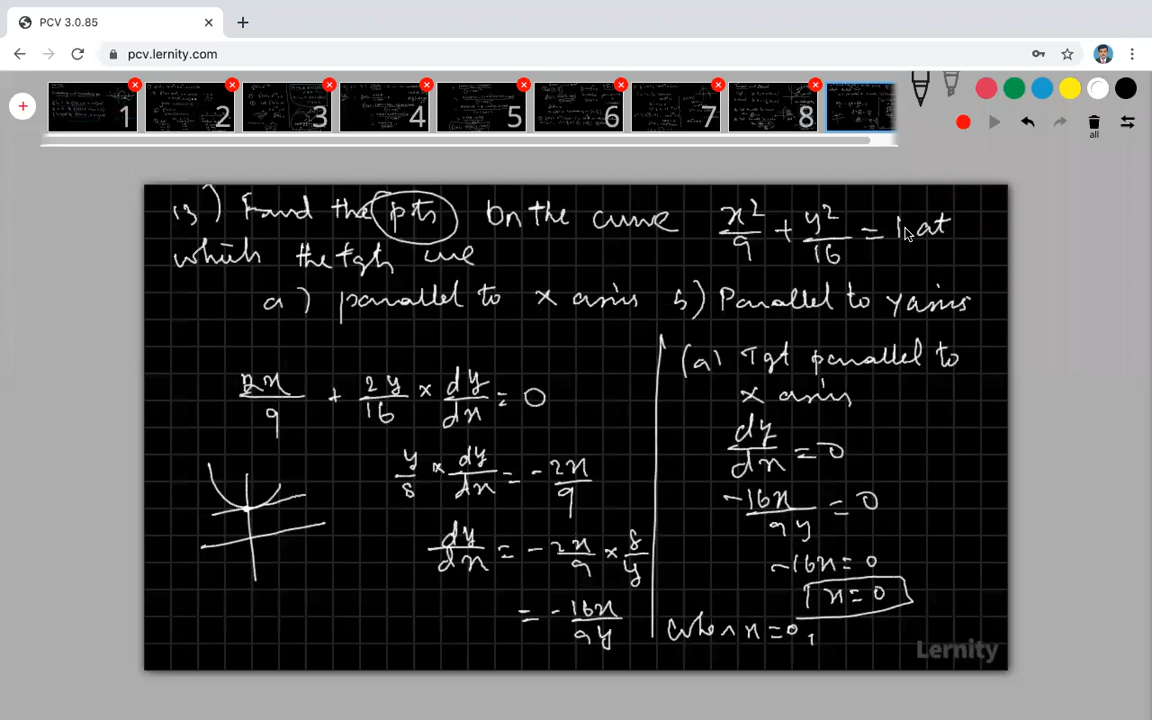 PCV 3.0.85
pcv.lernity.com
1 2 3 4 5 6 7 8
all
13) Find the pts on the curve x²/9 + y²/16 = 1 at
which the tgts are
a) parallel to x axis b) Parallel to y axis
2x/9 + 2y/16 × dy/dx = 0
y/8 × dy/dx = -2x/9
dy/dx = -2x/9 × 8/y
= -16x/9y
(a) Tgt parallel to
x axis
dy/dx = 0
-16x/9y = 0
-16x = 0
x = 0
When x = 0,
Lernity